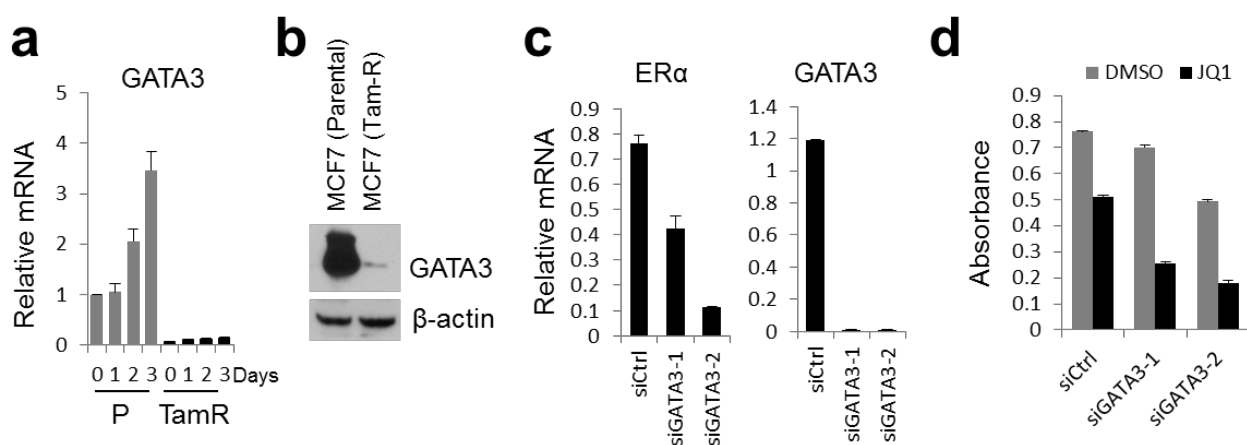 a
GATA3
Relative mRNA
5
4
3
2
1
0
0 1 2 3 0 1 2 3 Days
P TamR
b
MCF7 (Parental)
MCF7 (Tam-R)
GATA3
β-actin
c
ERα
Relative mRNA
0.9
0.8
0.7
0.6
0.5
0.4
0.3
0.2
0.1
0
siCtrl
siGATA3-1
siGATA3-2
GATA3
1.4
1.2
1
0.8
0.6
0.4
0.2
0
siCtrl
siGATA3-1
siGATA3-2
d
DMSO JQ1
Absorbance
0.9
0.8
0.7
0.6
0.5
0.4
0.3
0.2
0.1
0
siCtrl
siGATA3-1
siGATA3-2